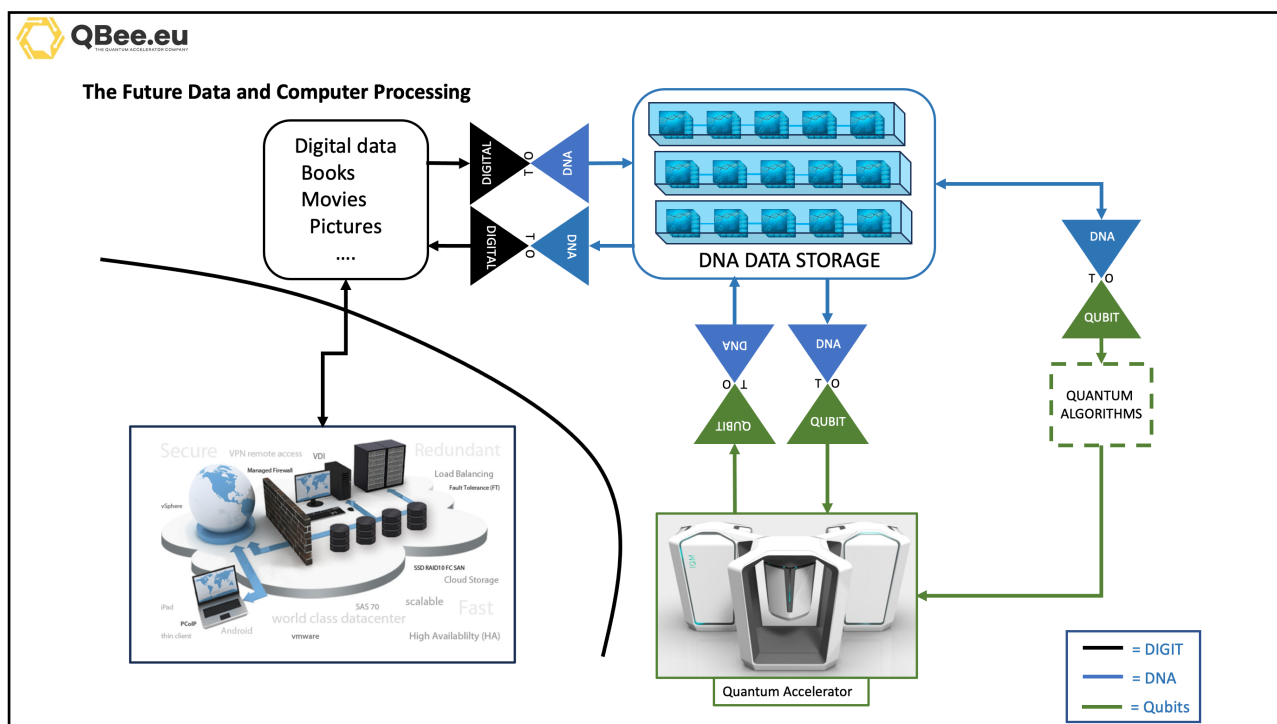 QBee.eu
THE QUANTUM ACCELERATOR COMPANY
The Future Data and Computer Processing
Digital data
Books
Movies
Pictures
....
DIGITAL
TO
DNA
DIGITAL
TO
DNA
DNA DATA STORAGE
DNA
TO
QUBIT
DNA
TO
QUBIT
DNA
TO
QUBIT
QUANTUM
ALGORITHMS
Secure
VPN remote access
VDI
Redundant
Managed Firewall
Load Balancing
Fault Tolerance (FT)
vSphere
SSD RAID10 FC SAN
Cloud Storage
iPad
PCoIP
thin client
Android
SAS 70
scalable
Fast
world class datacenter
vmware
High Availablilty (HA)
IQM
Quantum Accelerator
= DIGIT
= DNA
= Qubits